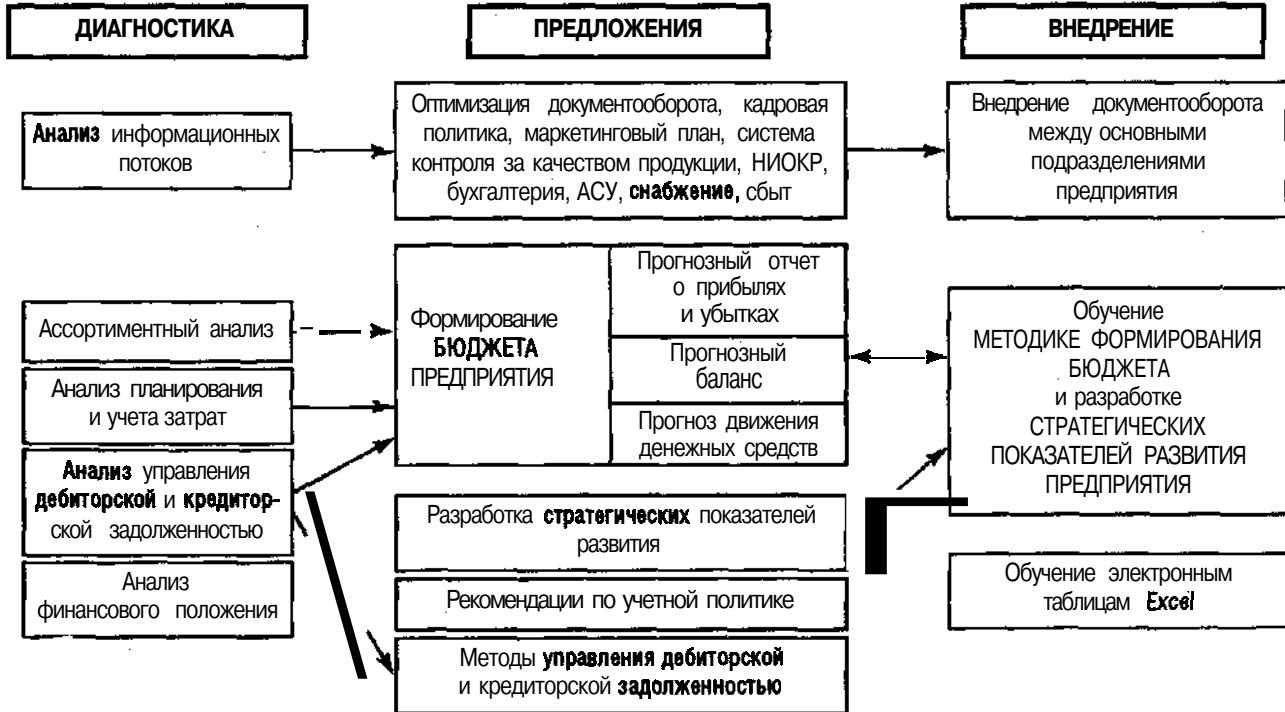 ДИАГНОСТИКА
ПРЕДЛОЖЕНИЯ
ВНЕДРЕНИЕ
Анализ информационных
потоков
Оптимизация документооборота, кадровая
политика, маркетинговый план, система
контроля за качеством продукции, НИОКР,
бухгалтерия, АСУ, снабжение, сбыт
Внедрение документооборота
между основными
подразделениями
предприятия
Ассортиментный анализ
Анализ планирования
и учета затрат
Анализ управления
дебиторской и кредитор-
ской задолженностью
Анализ
финансового положения
Формирование
БЮДЖЕТА
ПРЕДПРИЯТИЯ
Прогнозный отчет
о прибылях
и убытках
Прогнозный
баланс
Прогноз движения
денежных средств
Разработка стратегических показателей
развития
Рекомендации по учетной политике
Методы управления дебиторской
и кредиторской задолженностью
Обучение
МЕТОДИКЕ ФОРМИРОВАНИЯ
БЮДЖЕТА
и разработке
СТРАТЕГИЧЕСКИХ
ПОКАЗАТЕЛЕЙ РАЗВИТИЯ
ПРЕДПРИЯТИЯ
Обучение электронным
таблицам Excel